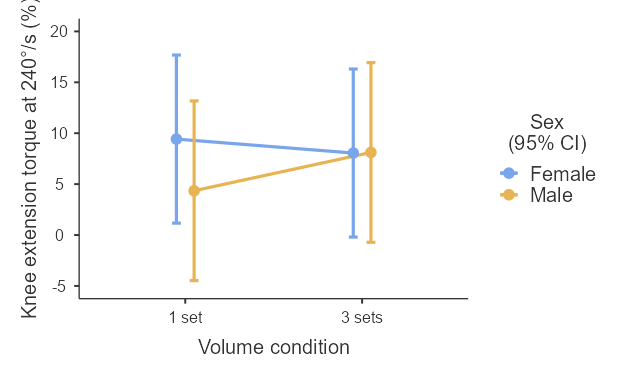 Knee extension torque at 240°/s (%)
20
15
10
5
0
-5
1 set
3 sets
Volume condition
Sex
(95% CI)
Female
Male